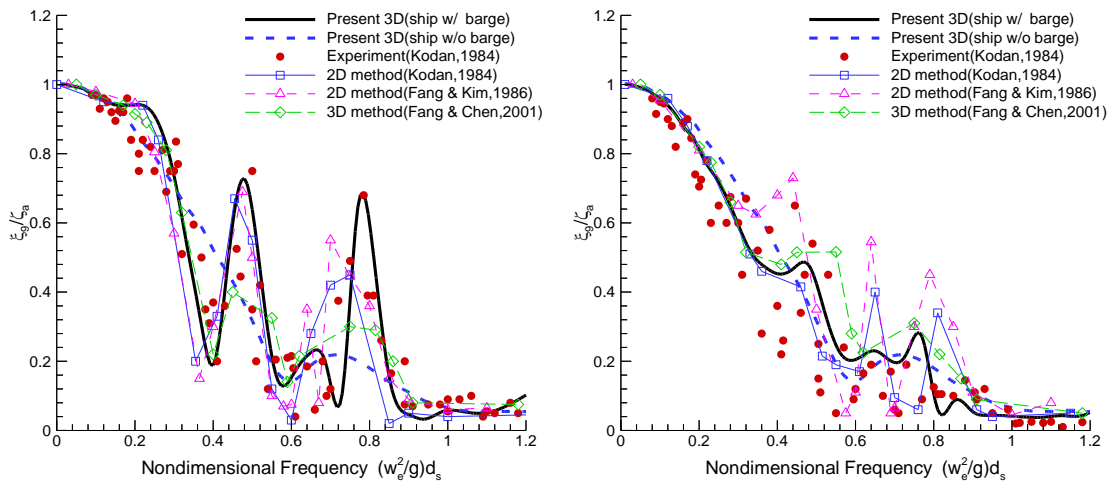 Present 3D(ship w/ barge)
Present 3D(ship w/o barge)
Experiment(Kodan,1984)
2D method(Kodan,1984)
2D method(Fang & Kim,1986)
3D method(Fang & Chen,2001)
1.2
1
0.8
0.6
0.4
0.2
0
ξ₉/ζₐ
0 0.2 0.4 0.6 0.8 1 1.2
Nondimensional Frequency (wₑ²/g)dₛ
Present 3D(ship w/ barge)
Present 3D(ship w/o barge)
Experiment(Kodan,1984)
2D method(Kodan,1984)
2D method(Fang & Kim,1986)
3D method(Fang & Chen,2001)
1.2
1
0.8
0.6
0.4
0.2
0
ξ₉/ζₐ
0 0.2 0.4 0.6 0.8 1 1.2
Nondimensional Frequency (wₑ²/g)dₛ